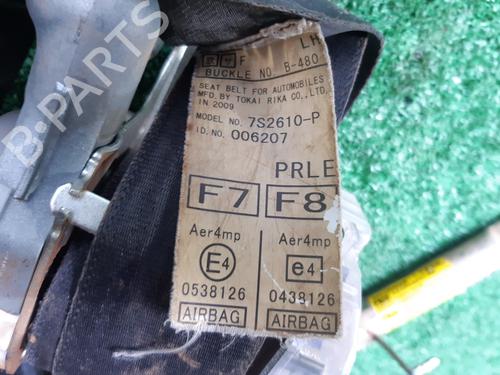 LH
F
BUCKLE NO. B-480
SEAT BELT FOR AUTOMOBILES
MFD. BY TOKAI RIKA CO., LTD.
IN 2009
MODEL NO. 7S2610-P
ID. NO. 006207
PRLE
F7 F8
Aer4mp Aer4mp
E4 e4
0538126 0438126
AIRBAG AIRBAG
B-PARTS